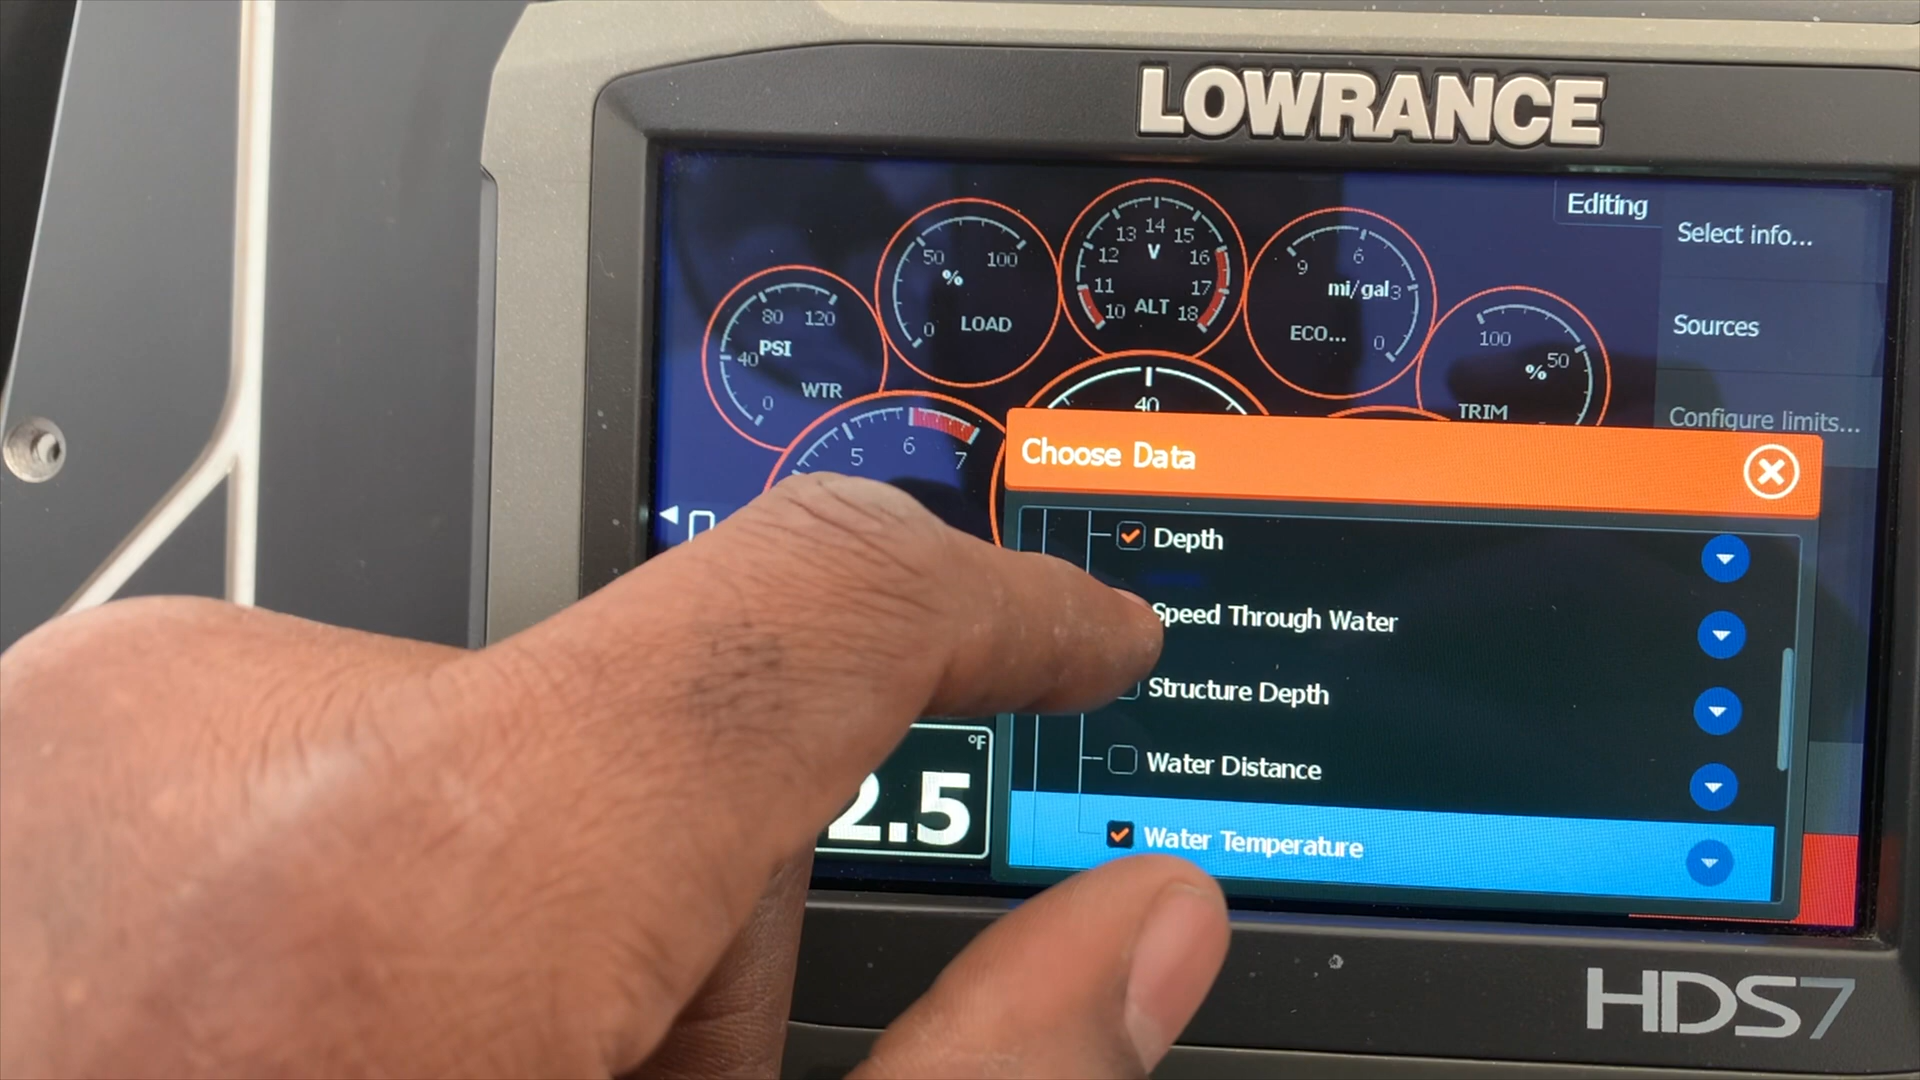 LOWRANCE
Editing
Select info...
Sources
Configure limits...
80 120
40 PSI
0
WTR
50 100
%
0 LOAD
14
13 15
12 V 16
11 17
10 ALT 18
6
9
mi/gal 3
ECO... 0
100
50
%
TRIM
40
5 6 7
Choose Data
Depth
Speed Through Water
Structure Depth
Water Distance
Water Temperature
°F
2.5
HDS7